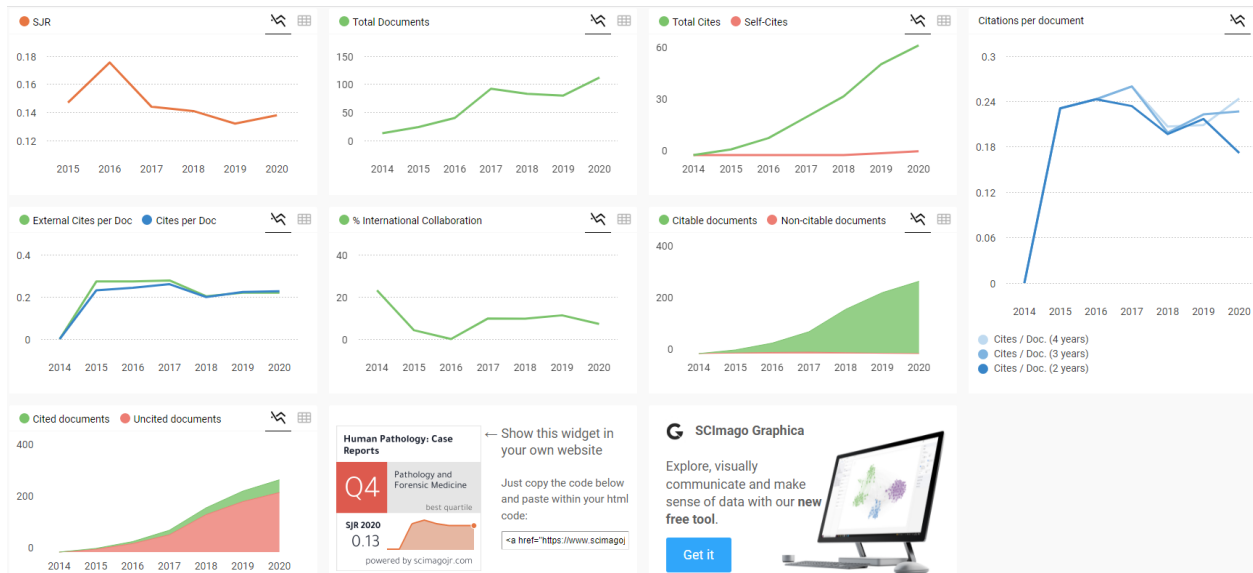 SJR
0.18
0.16
0.14
0.12
2015 2016 2017 2018 2019 2020
Total Documents
150
100
50
0
2014 2015 2016 2017 2018 2019 2020
Total Cites Self-Cites
60
30
0
2014 2015 2016 2017 2018 2019 2020
Citations per document
0.3
0.24
0.18
0.12
0.06
0
2014 2015 2016 2017 2018 2019 2020
Cites / Doc. (4 years)
Cites / Doc. (3 years)
Cites / Doc. (2 years)
External Cites per Doc Cites per Doc
0.4
0.2
0
2014 2015 2016 2017 2018 2019 2020
% International Collaboration
40
20
0
2014 2015 2016 2017 2018 2019 2020
Citable documents Non-citable documents
400
200
0
2014 2015 2016 2017 2018 2019 2020
Cited documents Uncited documents
400
200
0
2014 2015 2016 2017 2018 2019 2020
Human Pathology: Case
Reports
Q4
Pathology and
Forensic Medicine
best quartile
SJR 2020
0.13
powered by scimagojr.com
← Show this widget in
your own website
Just copy the code below
and paste within your html
code:
<a href="https://www.scimagoj
SCImago Graphica
Explore, visually
communicate and make
sense of data with our new
free tool.
Get it